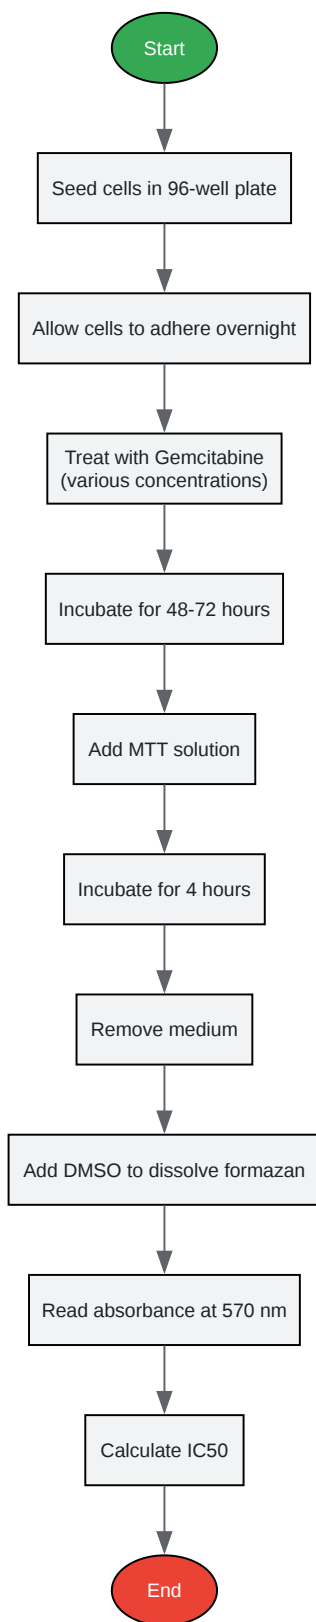 Start
Seed cells in 96-well plate
Allow cells to adhere overnight
Treat with Gemcitabine
(various concentrations)
Incubate for 48-72 hours
Add MTT solution
Incubate for 4 hours
Remove medium
Add DMSO to dissolve formazan
Read absorbance at 570 nm
Calculate IC50
End